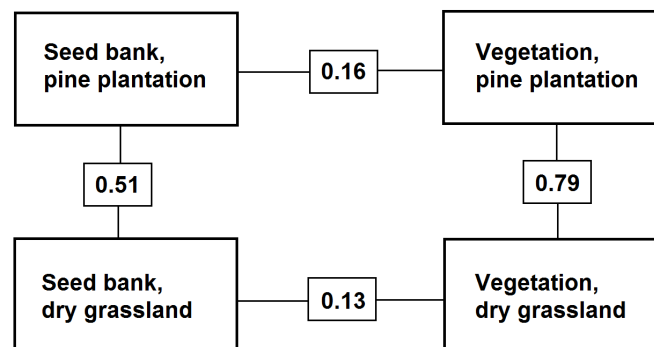 Seed bank,
pine plantation
0.16
Vegetation,
pine plantation
0.51
0.79
Seed bank,
dry grassland
0.13
Vegetation,
dry grassland